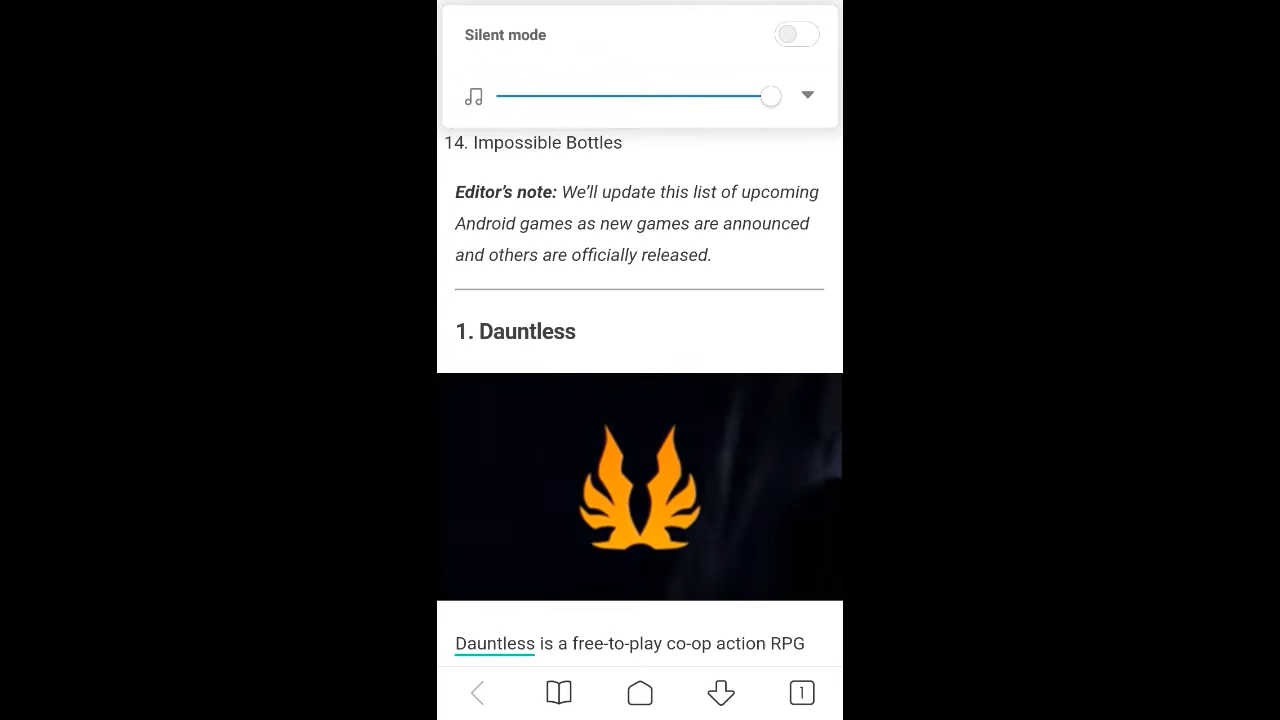 Silent mode
14. Impossible Bottles
Editor’s note: We’ll update this list of upcoming
Android games as new games are announced
and others are officially released.
1. Dauntless
Dauntless is a free-to-play co-op action RPG
1